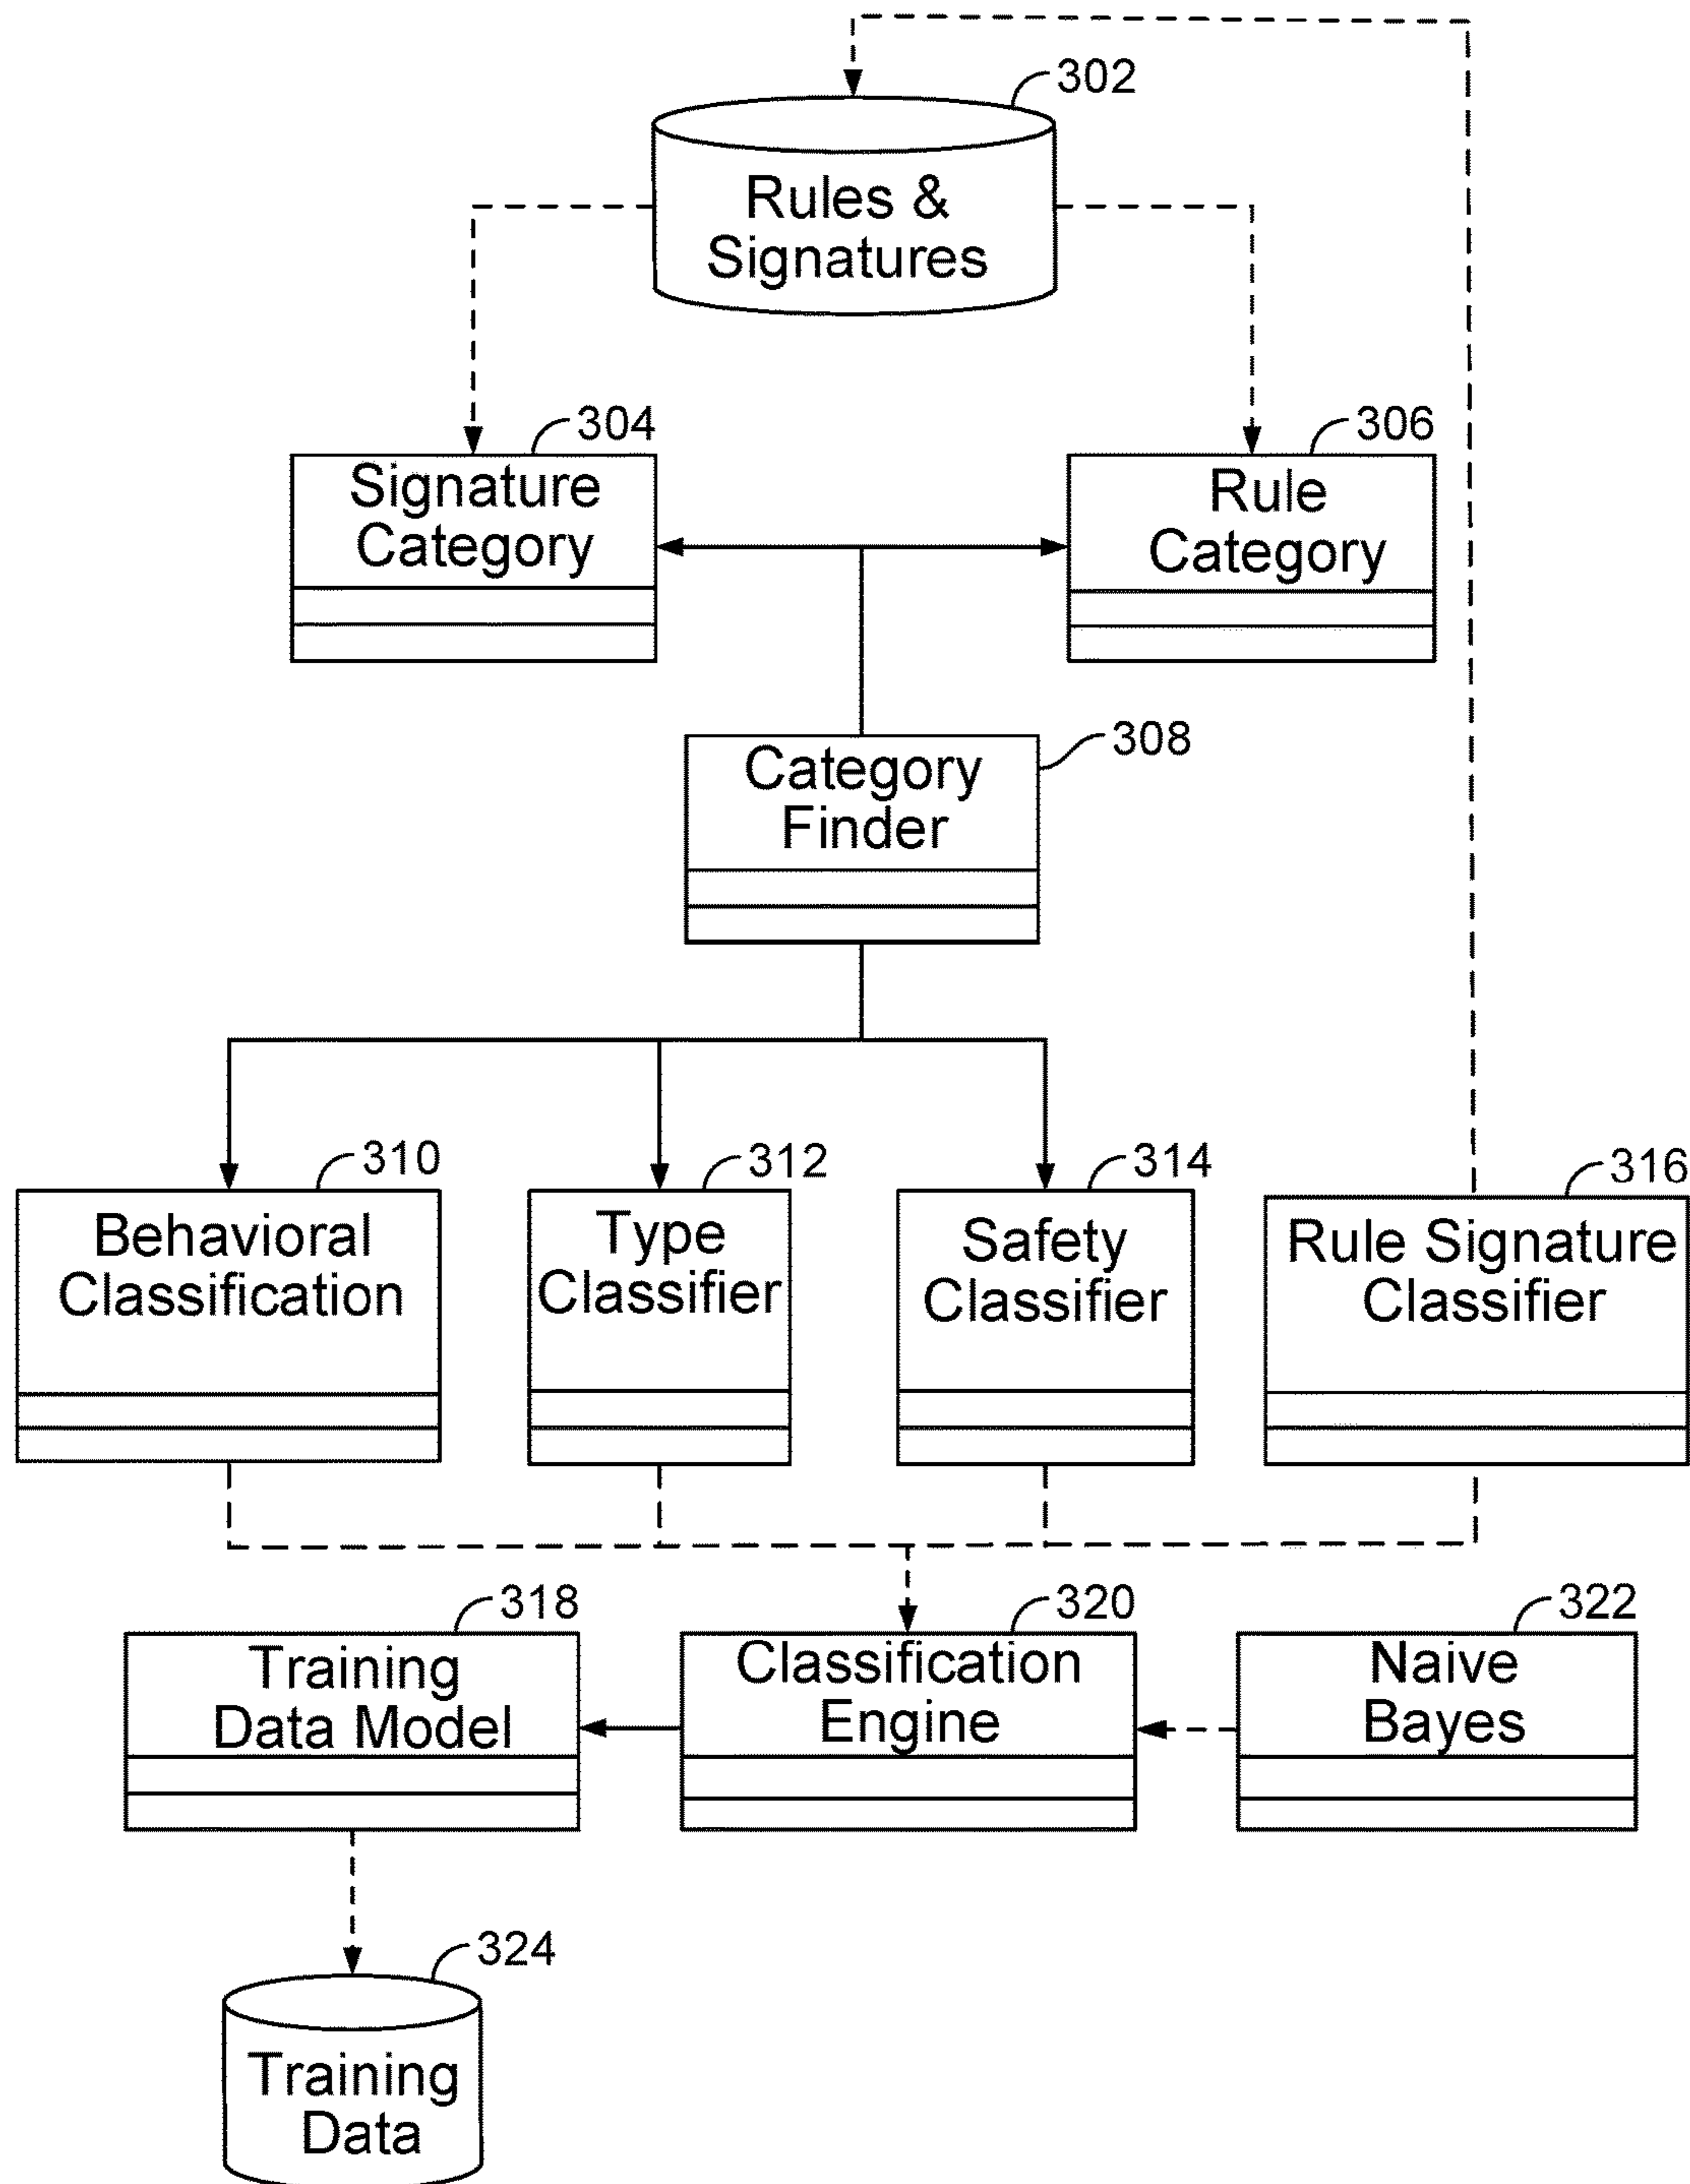 302
Rules &
Signatures
304
Signature
Category
306
Rule
Category
308
Category
Finder
310
Behavioral
Classification
312
Type
Classifier
314
Safety
Classifier
316
Rule Signature
Classifier
318
Training
Data Model
320
Classification
Engine
322
Naive
Bayes
324
Training
Data